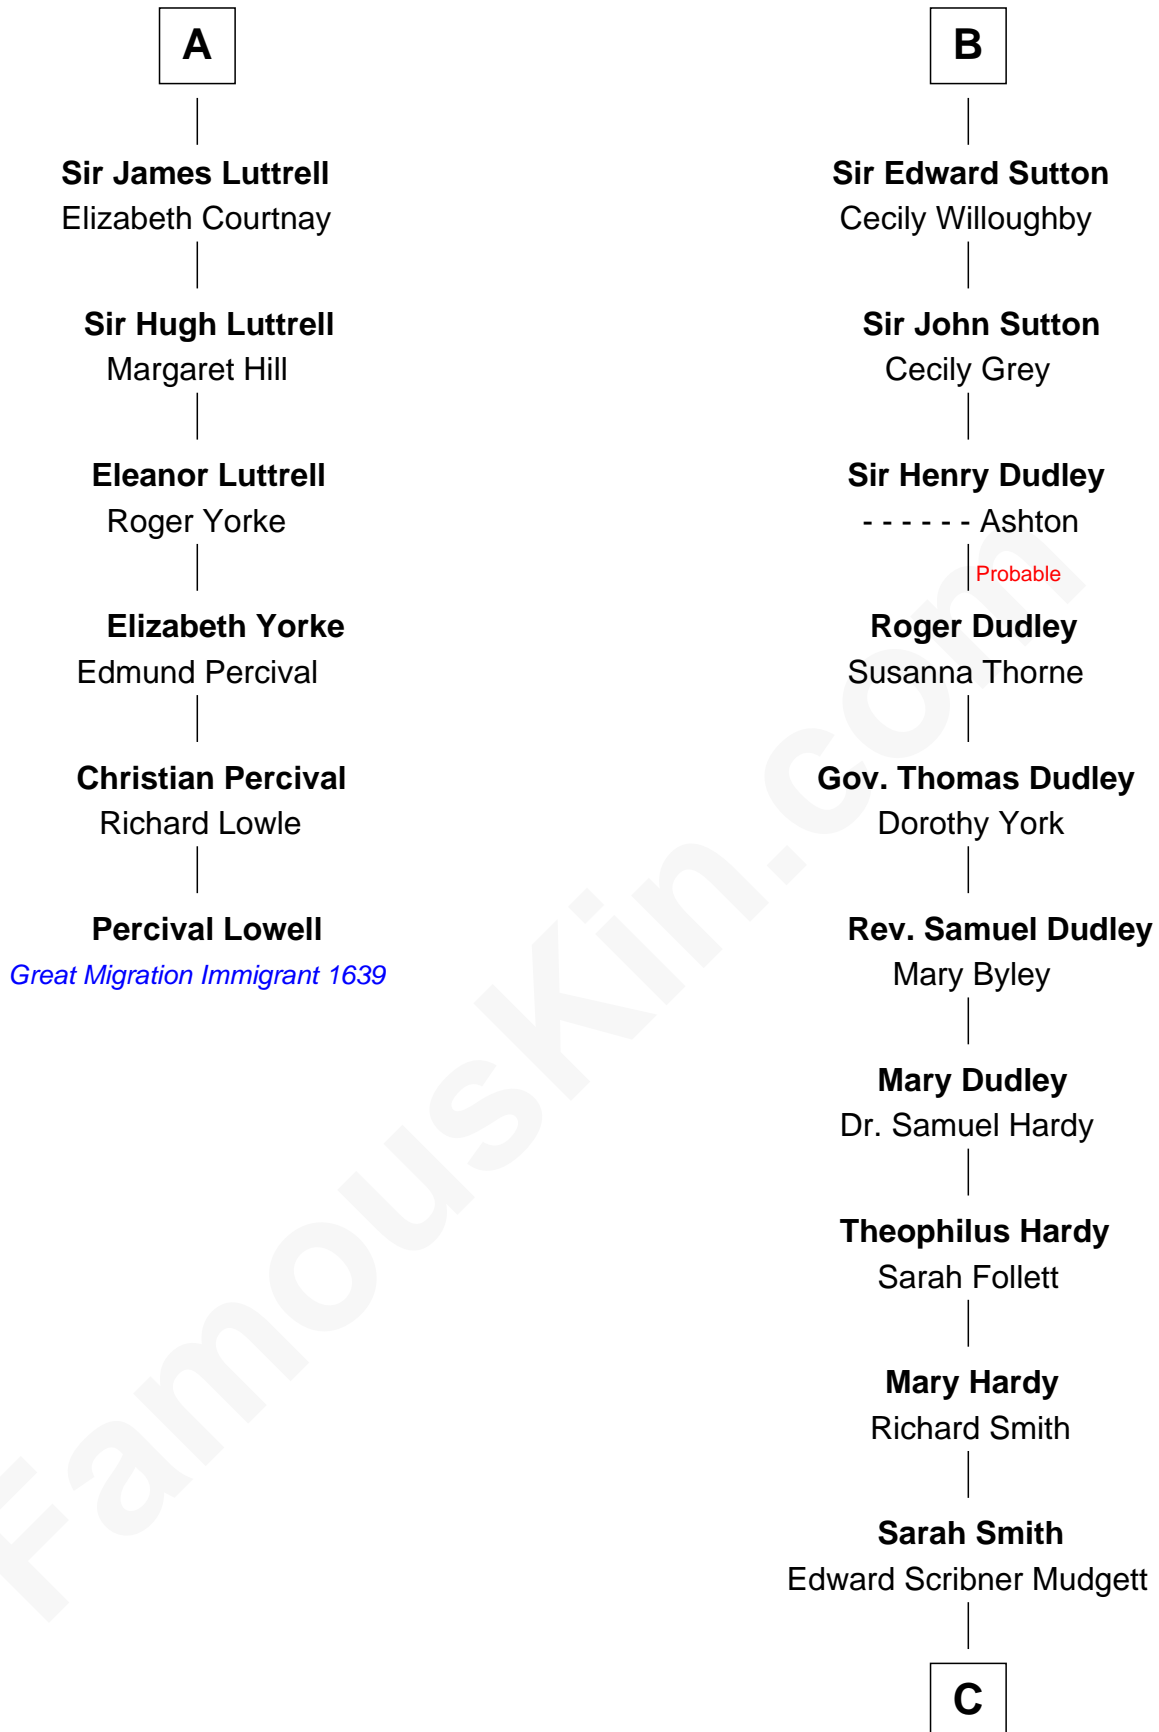 A
Sir James Luttrell
Elizabeth Courtnay
Sir Hugh Luttrell
Margaret Hill
Eleanor Luttrell
Roger Yorke
Elizabeth Yorke
Edmund Percival
Christian Percival
Richard Lowle
Percival Lowell
Great Migration Immigrant 1639
B
Sir Edward Sutton
Cecily Willoughby
Sir John Sutton
Cecily Grey
Sir Henry Dudley
- - - - - - Ashton
Probable
Roger Dudley
Susanna Thorne
Gov. Thomas Dudley
Dorothy York
Rev. Samuel Dudley
Mary Byley
Mary Dudley
Dr. Samuel Hardy
Theophilus Hardy
Sarah Follett
Mary Hardy
Richard Smith
Sarah Smith
Edward Scribner Mudgett
C
FamousKin.com